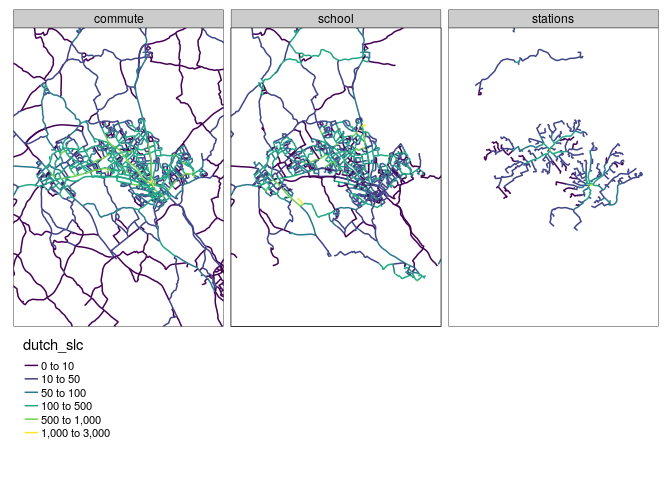 commute school stations
dutch_slc
0 to 10
10 to 50
50 to 100
100 to 500
500 to 1,000
1,000 to 3,000